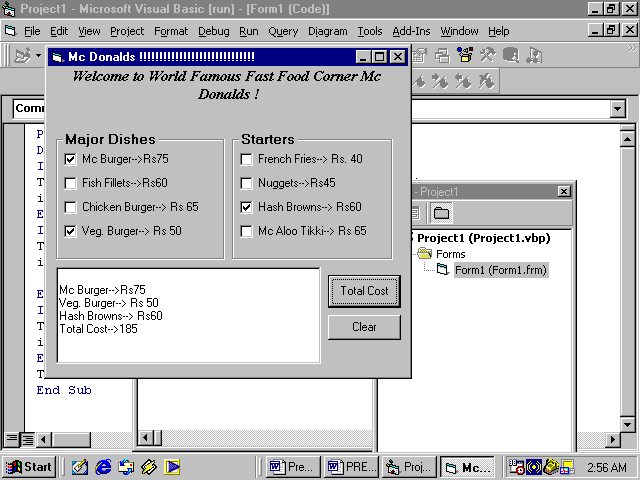 Project1 - Microsoft Visual Basic [run] - [Form1 (Code)]
File Edit View Project Format Debug Run Query Diagram Tools Add-Ins Window Help
Mc Donalds !!!!!!!!!!!!!!!!!!!!!!!!!!!!
Welcome to World Famous Fast Food Corner Mc
Donalds !
Major Dishes
Mc Burger-->Rs75
Fish Fillets-->Rs60
Chicken Burger--> Rs 65
Veg. Burger--> Rs 50
Starters
French Fries--> Rs. 40
Nuggets-->Rs45
Hash Browns--> Rs60
Mc Aloo Tikki--> Rs 65
Mc Burger-->Rs75
Veg. Burger--> Rs 50
Hash Browns--> Rs60
Total Cost-->185
Total Cost
Clear
- Project1
Project1 (Project1.vbp)
Forms
Form1 (Form1.frm)
End Sub
Start
Pre...
PRE...
Proj...
Mc...
2:56 AM